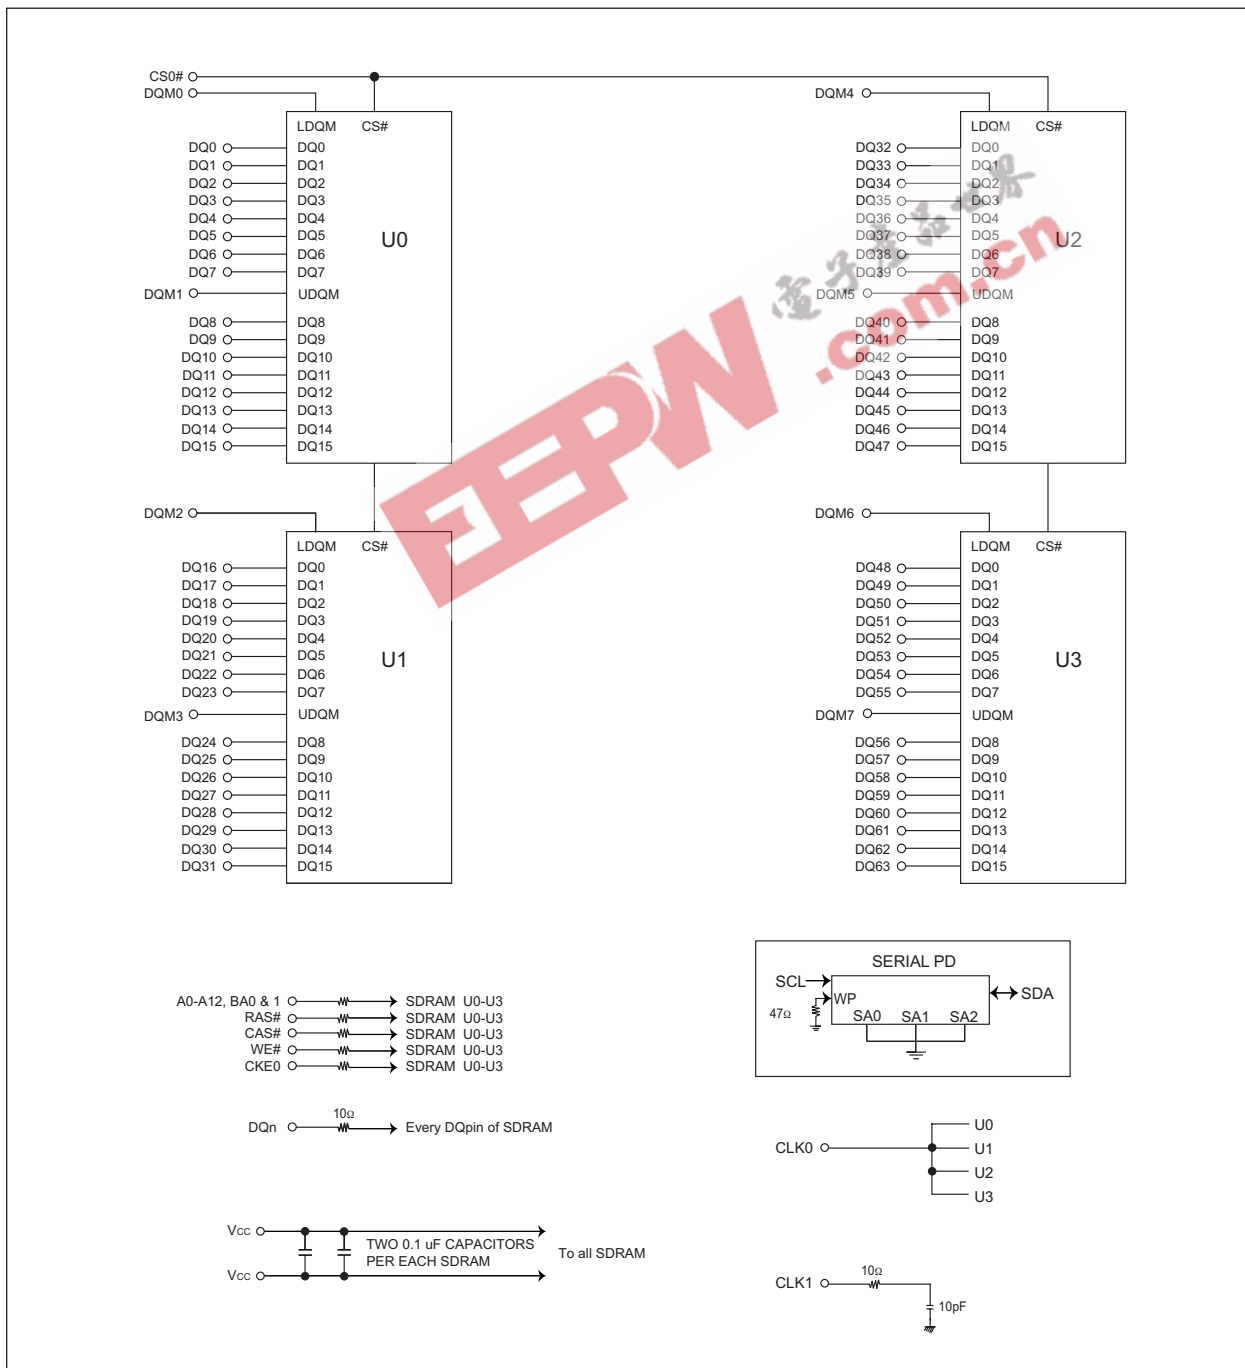 CS0#
DQM0
LDQM CS#
DQ0 DQ0
DQ1 DQ1
DQ2 DQ2
DQ3 DQ3
DQ4 DQ4
DQ5 DQ5
DQ6 DQ6
DQ7 DQ7
U0
DQM1 UDQM
DQ8 DQ8
DQ9 DQ9
DQ10 DQ10
DQ11 DQ11
DQ12 DQ12
DQ13 DQ13
DQ14 DQ14
DQ15 DQ15
DQM2
LDQM CS#
DQ16 DQ0
DQ17 DQ1
DQ18 DQ2
DQ19 DQ3
DQ20 DQ4
DQ21 DQ5
DQ22 DQ6
DQ23 DQ7
U1
DQM3 UDQM
DQ24 DQ8
DQ25 DQ9
DQ26 DQ10
DQ27 DQ11
DQ28 DQ12
DQ29 DQ13
DQ30 DQ14
DQ31 DQ15
DQM4
LDQM CS#
DQ32 DQ0
DQ33 DQ1
DQ34 DQ2
DQ35 DQ3
DQ36 DQ4
DQ37 DQ5
DQ38 DQ6
DQ39 DQ7
U2
DQM5 UDQM
DQ40 DQ8
DQ41 DQ9
DQ42 DQ10
DQ43 DQ11
DQ44 DQ12
DQ45 DQ13
DQ46 DQ14
DQ47 DQ15
DQM6
LDQM CS#
DQ48 DQ0
DQ49 DQ1
DQ50 DQ2
DQ51 DQ3
DQ52 DQ4
DQ53 DQ5
DQ54 DQ6
DQ55 DQ7
U3
DQM7 UDQM
DQ56 DQ8
DQ57 DQ9
DQ58 DQ10
DQ59 DQ11
DQ60 DQ12
DQ61 DQ13
DQ62 DQ14
DQ63 DQ15
EEPW
.com.cn
電子產品世界
A0-A12, BA0 & 1 SDRAM U0-U3
RAS# SDRAM U0-U3
CAS# SDRAM U0-U3
WE# SDRAM U0-U3
CKE0 SDRAM U0-U3
10Ω
DQn Every DQpin of SDRAM
Vcc
TWO 0.1 uF CAPACITORS
PER EACH SDRAM
To all SDRAM
Vcc
SERIAL PD
SCL
WP
47Ω
SA0 SA1 SA2
SDA
CLK0
U0
U1
U2
U3
CLK1
10Ω
10pF